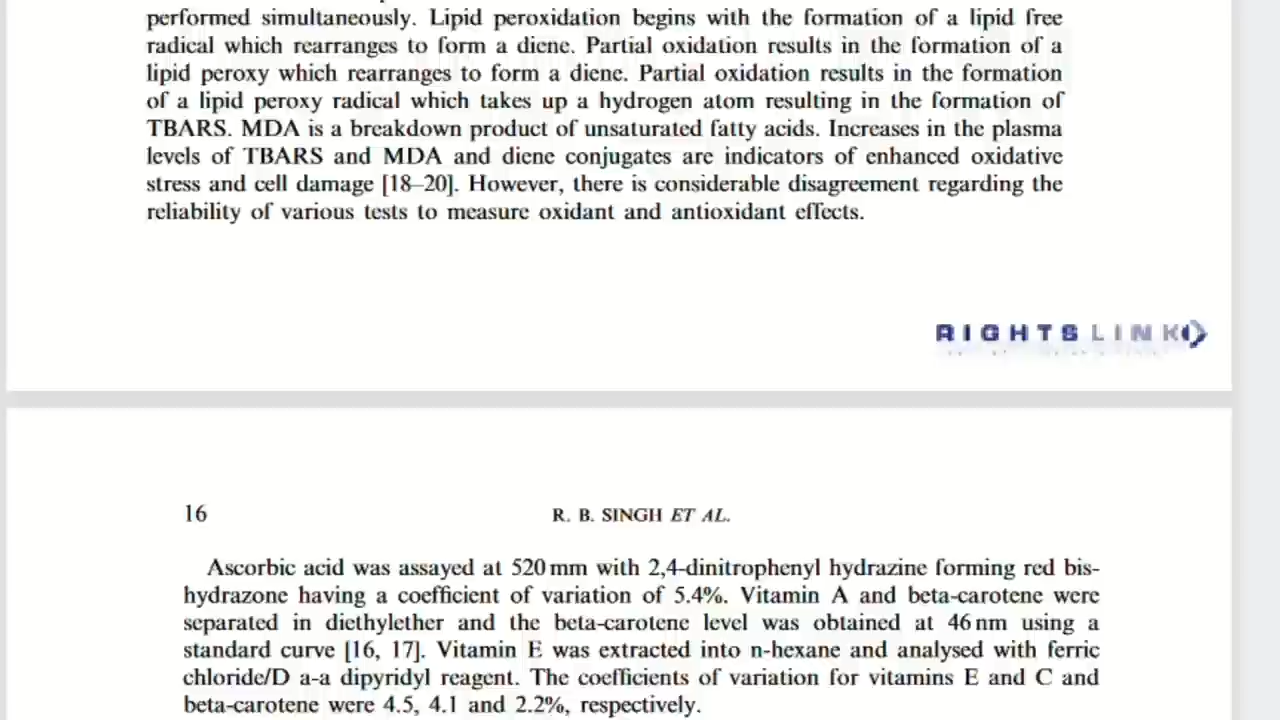 performed simultaneously. Lipid peroxidation begins with the formation of a lipid free
radical which rearranges to form a diene. Partial oxidation results in the formation of a
lipid peroxy which rearranges to form a diene. Partial oxidation results in the formation
of a lipid peroxy radical which takes up a hydrogen atom resulting in the formation of
TBARS. MDA is a breakdown product of unsaturated fatty acids. Increases in the plasma
levels of TBARS and MDA and diene conjugates are indicators of enhanced oxidative
stress and cell damage [18–20]. However, there is considerable disagreement regarding the
reliability of various tests to measure oxidant and antioxidant effects.
RIGHTSLINK
16 R. B. SINGH ET AL.
Ascorbic acid was assayed at 520 mm with 2,4-dinitrophenyl hydrazine forming red bis-
hydrazone having a coefficient of variation of 5.4%. Vitamin A and beta-carotene were
separated in diethylether and the beta-carotene level was obtained at 46 nm using a
standard curve [16, 17]. Vitamin E was extracted into n-hexane and analysed with ferric
chloride/D a-a dipyridyl reagent. The coefficients of variation for vitamins E and C and
beta-carotene were 4.5, 4.1 and 2.2%, respectively.